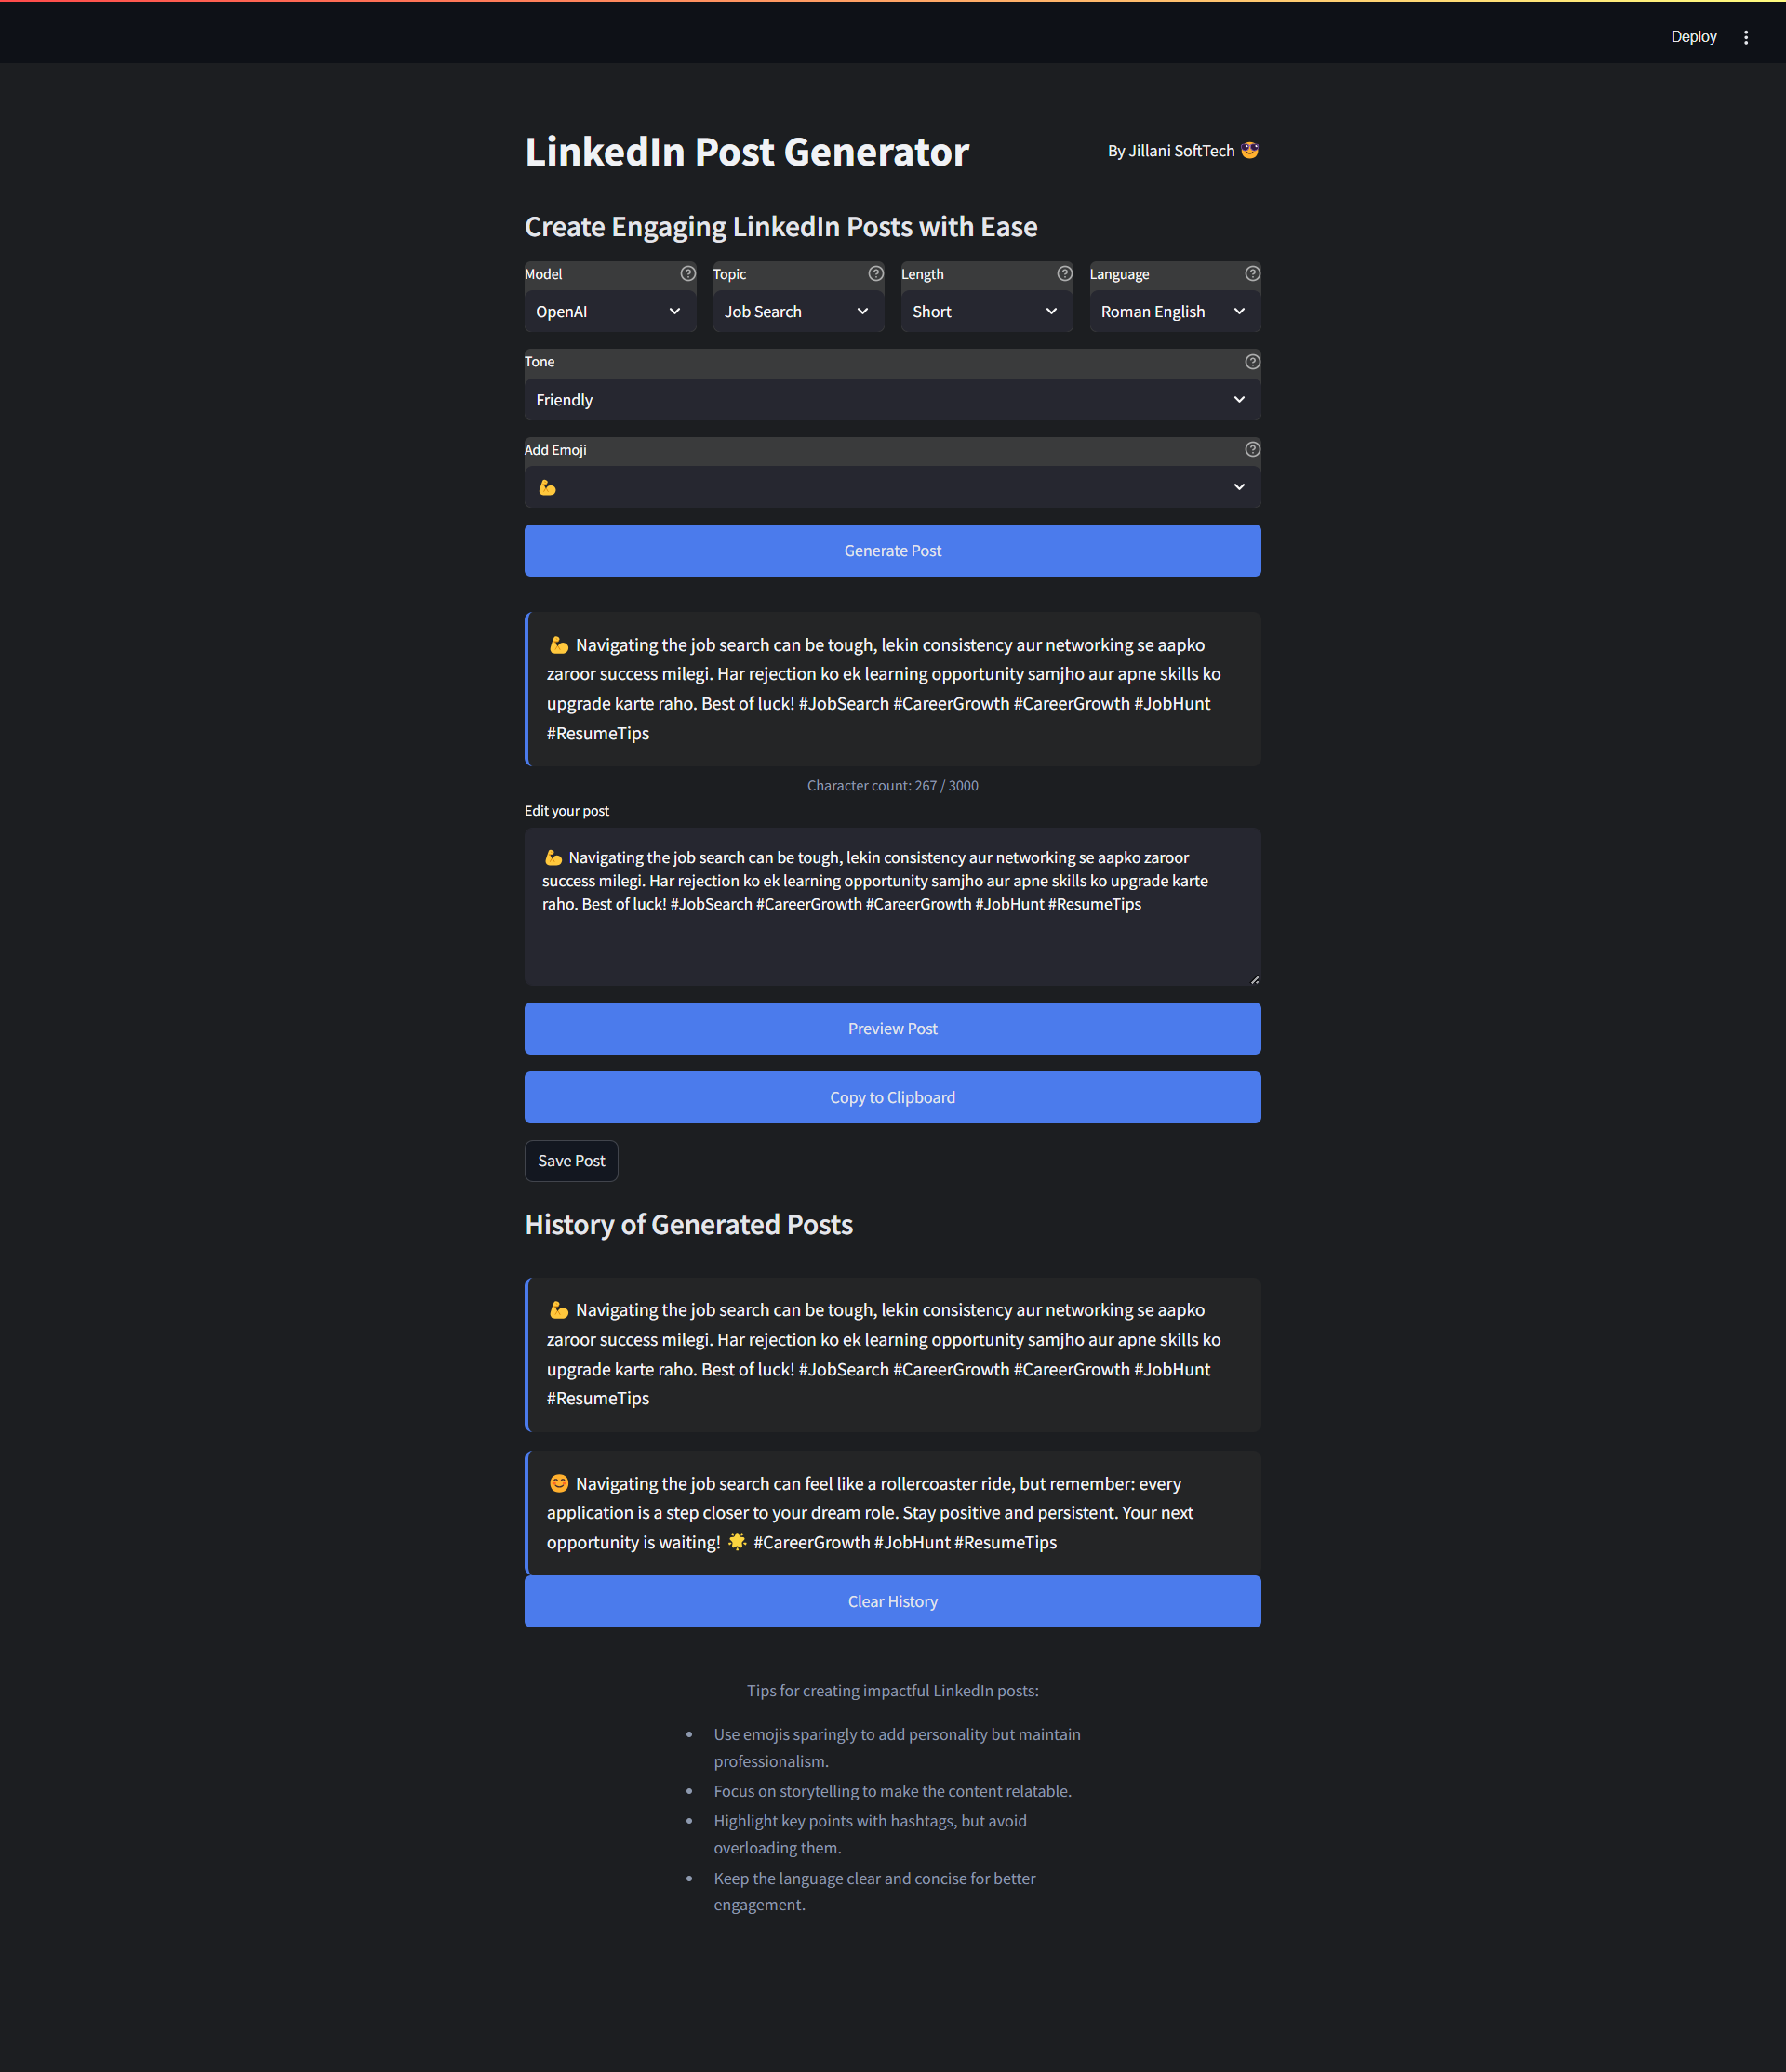 Deploy
LinkedIn Post Generator
By Jillani SoftTech 😎
Create Engaging LinkedIn Posts with Ease
Model
Topic
Length
Language
OpenAI
Job Search
Short
Roman English
Tone
Friendly
Add Emoji
💪
Generate Post
💪 Navigating the job search can be tough, lekin consistency aur networking se aapko
zaroor success milegi. Har rejection ko ek learning opportunity samjho aur apne skills ko
upgrade karte raho. Best of luck! #JobSearch #CareerGrowth #CareerGrowth #JobHunt
#ResumeTips
Character count: 267 / 3000
Edit your post
💪 Navigating the job search can be tough, lekin consistency aur networking se aapko zaroor
success milegi. Har rejection ko ek learning opportunity samjho aur apne skills ko upgrade karte
raho. Best of luck! #JobSearch #CareerGrowth #CareerGrowth #JobHunt #ResumeTips
Preview Post
Copy to Clipboard
Save Post
History of Generated Posts
💪 Navigating the job search can be tough, lekin consistency aur networking se aapko
zaroor success milegi. Har rejection ko ek learning opportunity samjho aur apne skills ko
upgrade karte raho. Best of luck! #JobSearch #CareerGrowth #CareerGrowth #JobHunt
#ResumeTips
😊 Navigating the job search can feel like a rollercoaster ride, but remember: every
application is a step closer to your dream role. Stay positive and persistent. Your next
opportunity is waiting! 🌟 #CareerGrowth #JobHunt #ResumeTips
Clear History
Tips for creating impactful LinkedIn posts:
• Use emojis sparingly to add personality but maintain
professionalism.
• Focus on storytelling to make the content relatable.
• Highlight key points with hashtags, but avoid
overloading them.
• Keep the language clear and concise for better
engagement.